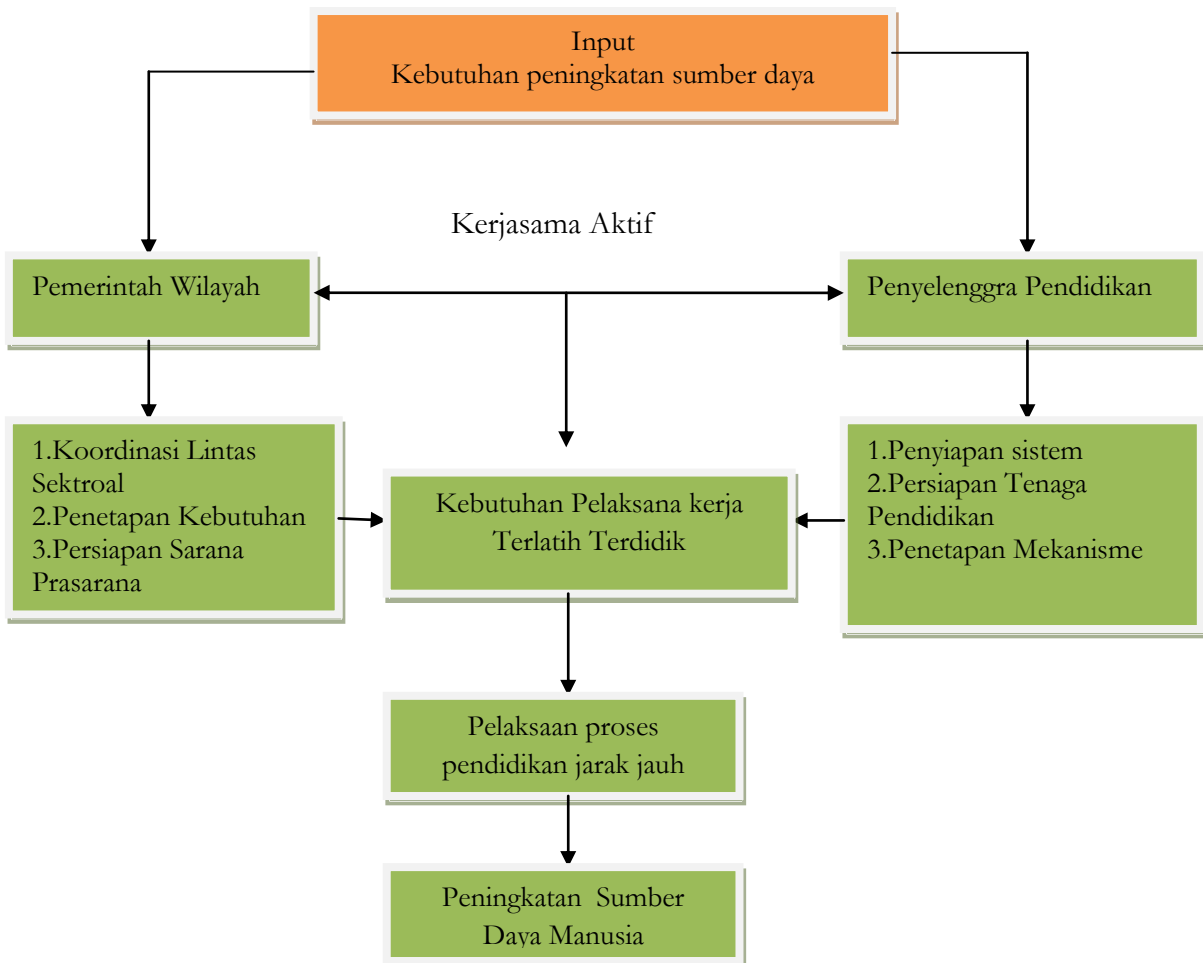 Input
Kebutuhan peningkatan sumber daya
Kerjasama Aktif
Pemerintah Wilayah
Penyelenggra Pendidikan
1.Koordinasi Lintas
Sektroal
2.Penetapan Kebutuhan
3.Persiapan Sarana
Prasarana
Kebutuhan Pelaksana kerja
Terlatih Terdidik
1.Penyiapan sistem
2.Persiapan Tenaga
Pendidikan
3.Penetapan Mekanisme
Pelaksaan proses
pendidikan jarak jauh
Peningkatan Sumber
Daya Manusia